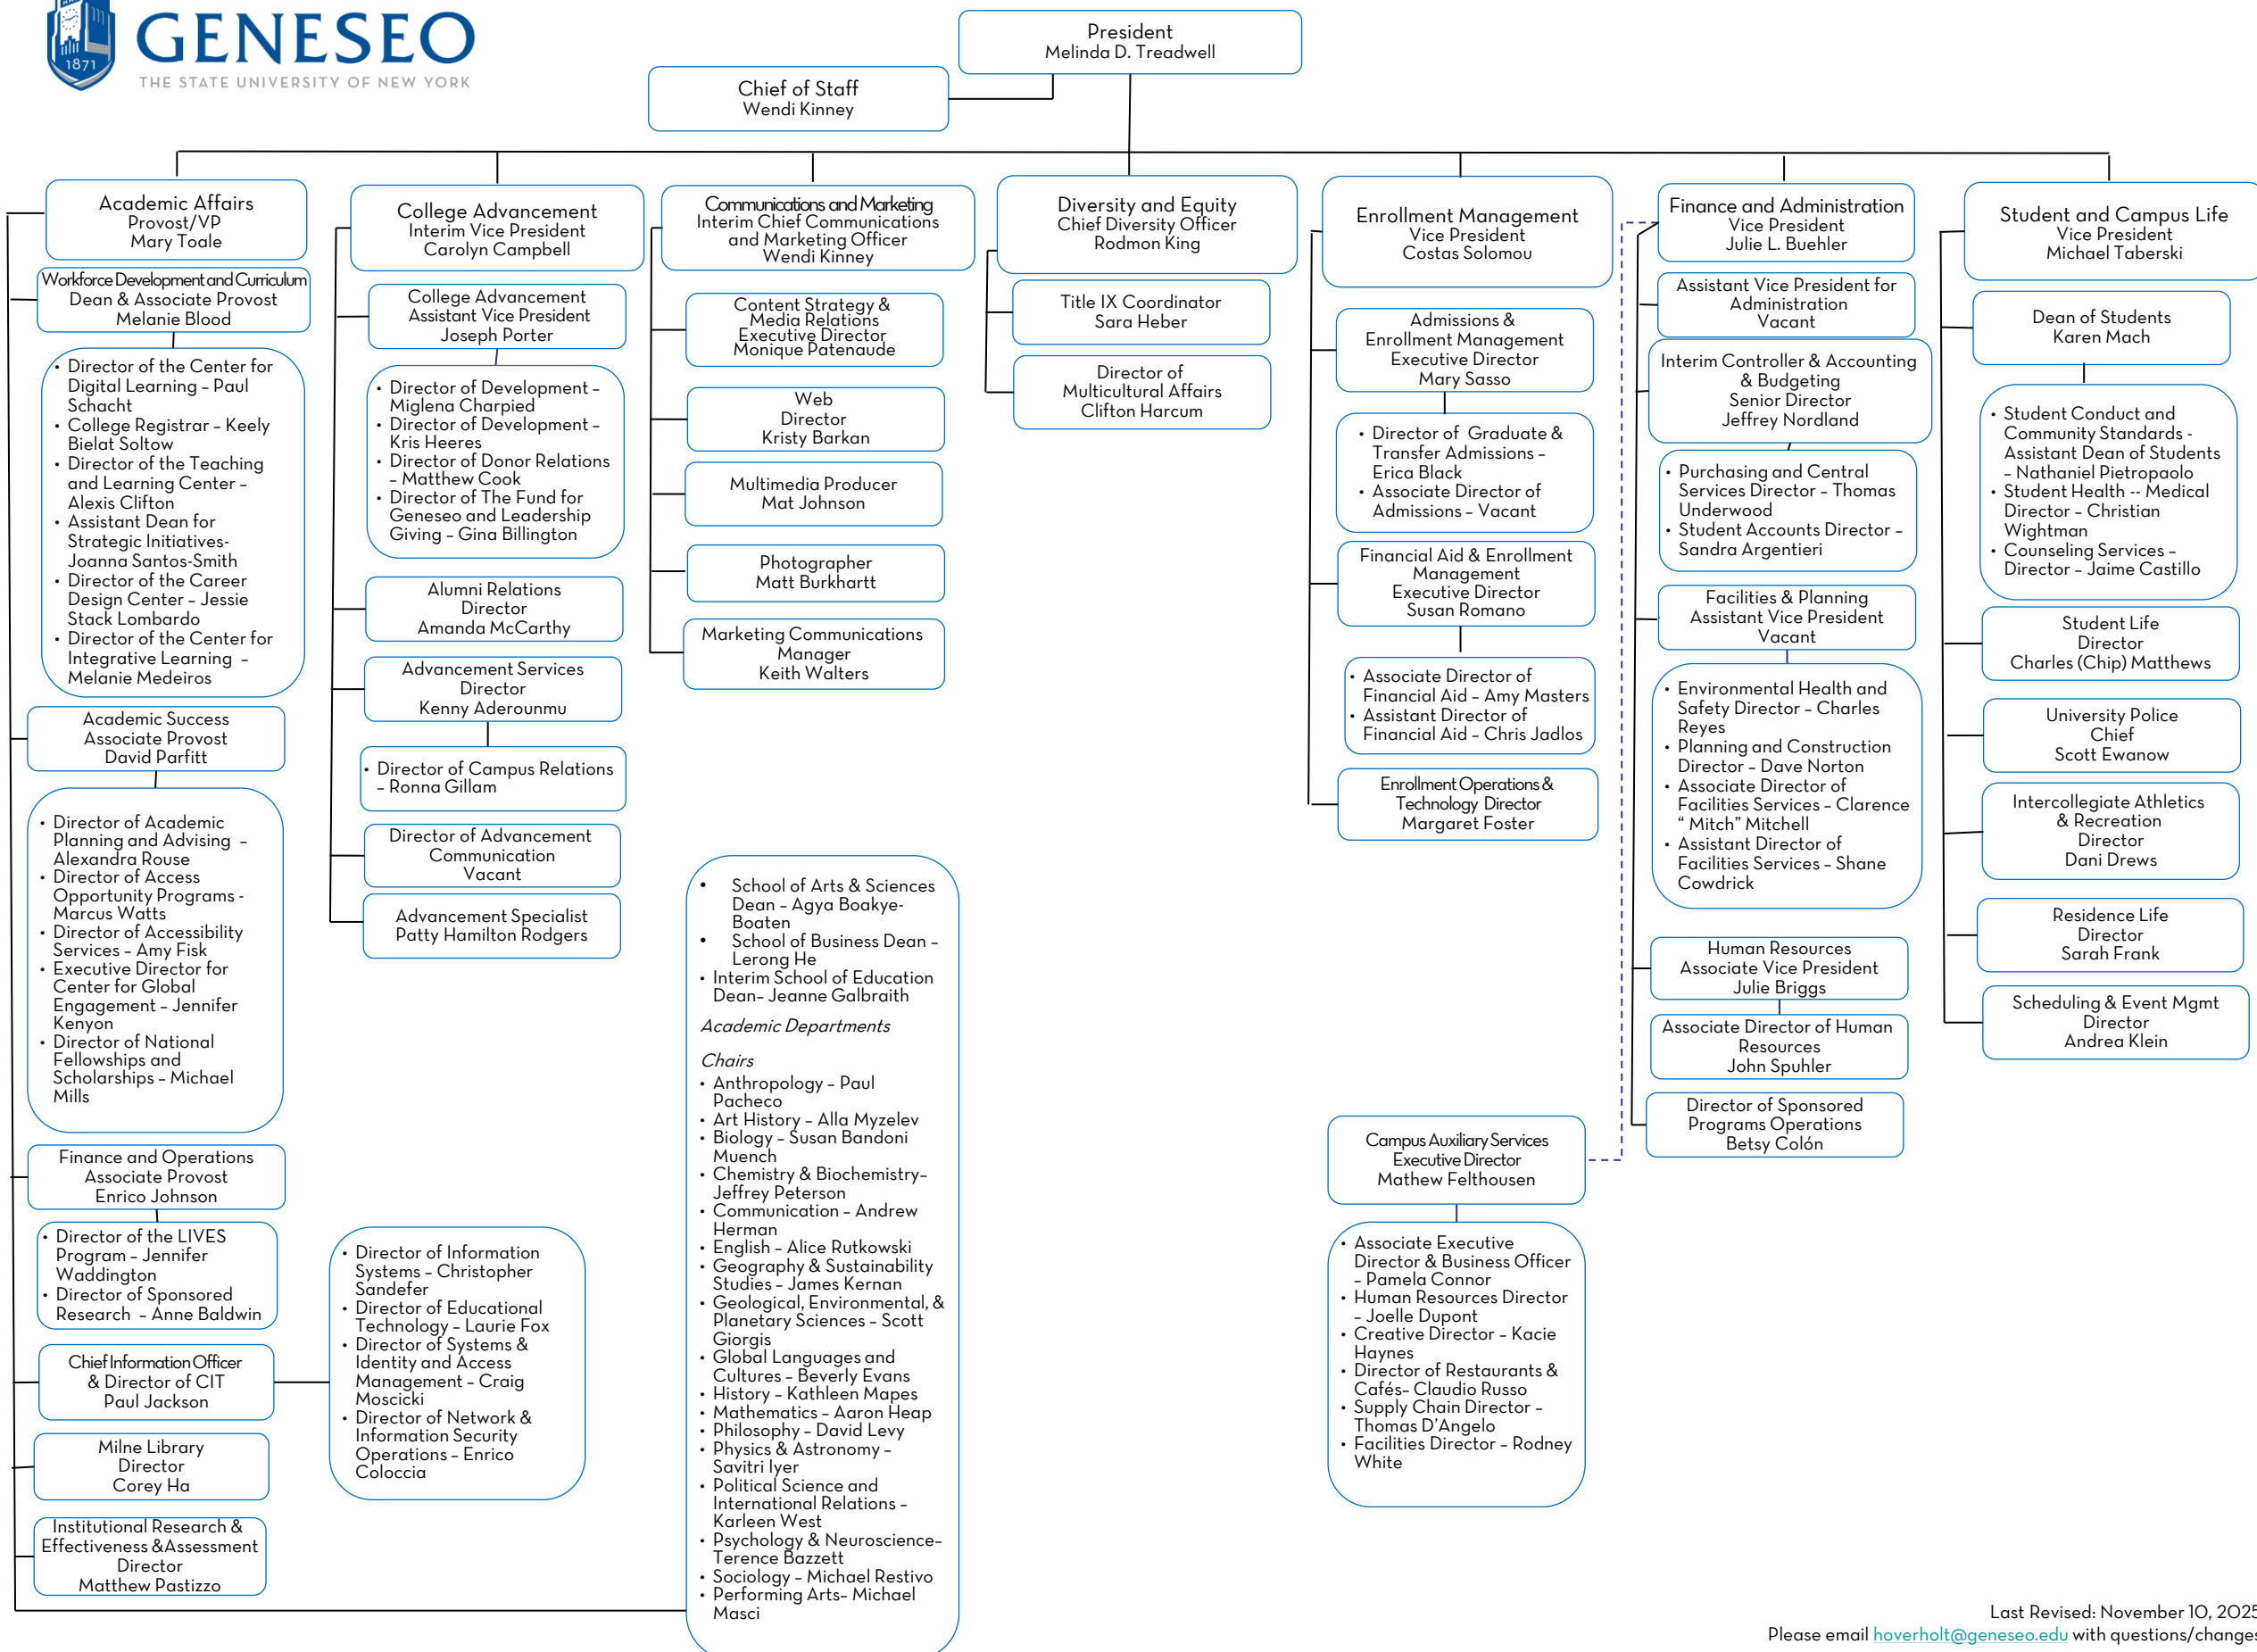 1871
GENESEO
THE STATE UNIVERSITY OF NEW YORK
President
Melinda D. Treadwell
Chief of Staff
Wendi Kinney
Academic Affairs
Provost/VP
Mary Toale
Workforce Development and Curriculum
Dean & Associate Provost
Melanie Blood
• Director of the Center for
Digital Learning – Paul
Schacht
• College Registrar – Keely
Bielat Soltow
• Director of the Teaching
and Learning Center –
Alexis Clifton
• Assistant Dean for
Strategic Initiatives-
Joanna Santos-Smith
• Director of the Career
Design Center – Jessie
Stack Lombardo
• Director of the Center for
Integrative Learning –
Melanie Medeiros
Academic Success
Associate Provost
David Parfitt
• Director of Academic
Planning and Advising –
Alexandra Rouse
• Director of Access
Opportunity Programs -
Marcus Watts
• Director of Accessibility
Services – Amy Fisk
• Executive Director for
Center for Global
Engagement – Jennifer
Kenyon
• Director of National
Fellowships and
Scholarships – Michael
Mills
Finance and Operations
Associate Provost
Enrico Johnson
• Director of the LIVES
Program – Jennifer
Waddington
• Director of Sponsored
Research – Anne Baldwin
Chief Information Officer
& Director of CIT
Paul Jackson
• Director of Information
Systems – Christopher
Sandefer
• Director of Educational
Technology – Laurie Fox
• Director of Systems &
Identity and Access
Management – Craig
Moscicki
• Director of Network &
Information Security
Operations – Enrico
Coloccia
Milne Library
Director
Corey Ha
Institutional Research &
Effectiveness &Assessment
Director
Matthew Pastizzo
• School of Arts & Sciences
Dean – Agya Boakye-
Boaten
• School of Business Dean –
Lerong He
• Interim School of Education
Dean– Jeanne Galbraith
Academic Departments
Chairs
• Anthropology – Paul
Pacheco
• Art History – Alla Myzelev
• Biology – Susan Bandoni
Muench
• Chemistry & Biochemistry–
Jeffrey Peterson
• Communication – Andrew
Herman
• English – Alice Rutkowski
• Geography & Sustainability
Studies – James Kernan
• Geological, Environmental, &
Planetary Sciences – Scott
Giorgis
• Global Languages and
Cultures – Beverly Evans
• History – Kathleen Mapes
• Mathematics – Aaron Heap
• Philosophy – David Levy
• Physics & Astronomy –
Savitri Iyer
• Political Science and
International Relations –
Karleen West
• Psychology & Neuroscience–
Terence Bazzett
• Sociology – Michael Restivo
• Performing Arts– Michael
Masci
College Advancement
Interim Vice President
Carolyn Campbell
College Advancement
Assistant Vice President
Joseph Porter
• Director of Development –
Miglena Charpied
• Director of Development –
Kris Heeres
• Director of Donor Relations
– Matthew Cook
• Director of The Fund for
Geneseo and Leadership
Giving – Gina Billington
Alumni Relations
Director
Amanda McCarthy
Advancement Services
Director
Kenny Aderounmu
• Director of Campus Relations
– Ronna Gillam
Director of Advancement
Communication
Vacant
Advancement Specialist
Patty Hamilton Rodgers
Communications and Marketing
Interim Chief Communications
and Marketing Officer
Wendi Kinney
Content Strategy &
Media Relations
Executive Director
Monique Patenaude
Web
Director
Kristy Barkan
Multimedia Producer
Mat Johnson
Photographer
Matt Burkhartt
Marketing Communications
Manager
Keith Walters
Diversity and Equity
Chief Diversity Officer
Rodmon King
Title IX Coordinator
Sara Heber
Director of
Multicultural Affairs
Clifton Harcum
Enrollment Management
Vice President
Costas Solomou
Admissions &
Enrollment Management
Executive Director
Mary Sasso
• Director of Graduate &
Transfer Admissions –
Erica Black
• Associate Director of
Admissions – Vacant
Financial Aid & Enrollment
Management
Executive Director
Susan Romano
• Associate Director of
Financial Aid – Amy Masters
• Assistant Director of
Financial Aid – Chris Jadlos
Enrollment Operations &
Technology Director
Margaret Foster
Finance and Administration
Vice President
Julie L. Buehler
Assistant Vice President for
Administration
Vacant
Interim Controller & Accounting
& Budgeting
Senior Director
Jeffrey Nordland
• Purchasing and Central
Services Director – Thomas
Underwood
• Student Accounts Director –
Sandra Argentieri
Facilities & Planning
Assistant Vice President
Vacant
• Environmental Health and
Safety Director – Charles
Reyes
• Planning and Construction
Director – Dave Norton
• Associate Director of
Facilities Services – Clarence
“ Mitch” Mitchell
• Assistant Director of
Facilities Services – Shane
Cowdrick
Human Resources
Associate Vice President
Julie Briggs
Associate Director of Human
Resources
John Spuhler
Director of Sponsored
Programs Operations
Betsy Colón
Campus Auxiliary Services
Executive Director
Mathew Felthousen
• Associate Executive
Director & Business Officer
– Pamela Connor
• Human Resources Director
– Joelle Dupont
• Creative Director – Kacie
Haynes
• Director of Restaurants &
Cafés– Claudio Russo
• Supply Chain Director –
Thomas D’Angelo
• Facilities Director – Rodney
White
Student and Campus Life
Vice President
Michael Taberski
Dean of Students
Karen Mach
• Student Conduct and
Community Standards -
Assistant Dean of Students
– Nathaniel Pietropaolo
• Student Health -- Medical
Director – Christian
Wightman
• Counseling Services –
Director – Jaime Castillo
Student Life
Director
Charles (Chip) Matthews
University Police
Chief
Scott Ewanow
Intercollegiate Athletics
& Recreation
Director
Dani Drews
Residence Life
Director
Sarah Frank
Scheduling & Event Mgmt
Director
Andrea Klein
Last Revised: November 10, 2025
Please email hoverholt@geneseo.edu with questions/changes